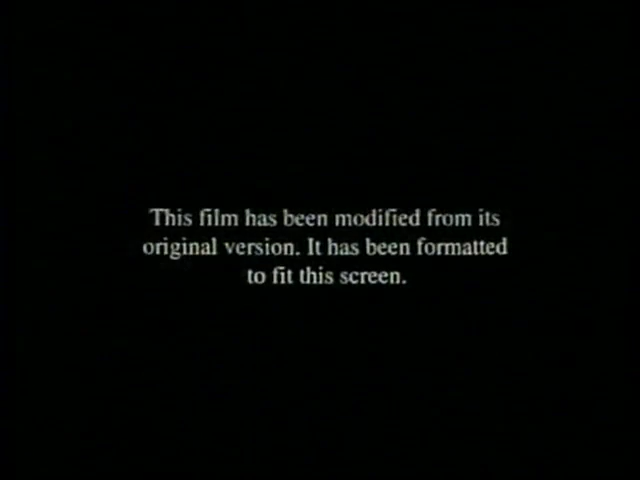 This film has been modified from its
original version. It has been formatted
to fit this screen.